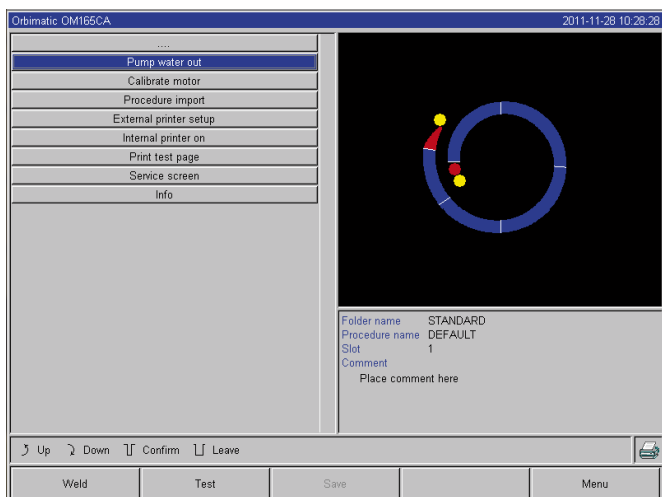 Orbimatic OM165CA 2011-11-28 10:28:28
....
Pump water out
Calibrate motor
Procedure import
External printer setup
Internal printer on
Print test page
Service screen
Info
Folder name STANDARD
Procedure name DEFAULT
Slot 1
Comment
Place comment here
Up Down Confirm Leave
Weld Test Save Menu